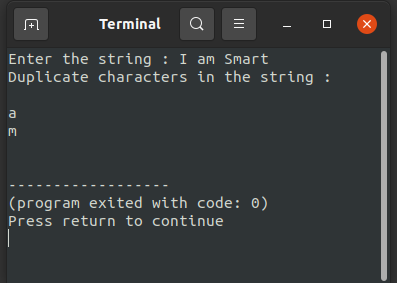 Terminal
Enter the string : I am Smart
Duplicate characters in the string :
a
m
------------------
(program exited with code: 0)
Press return to continue